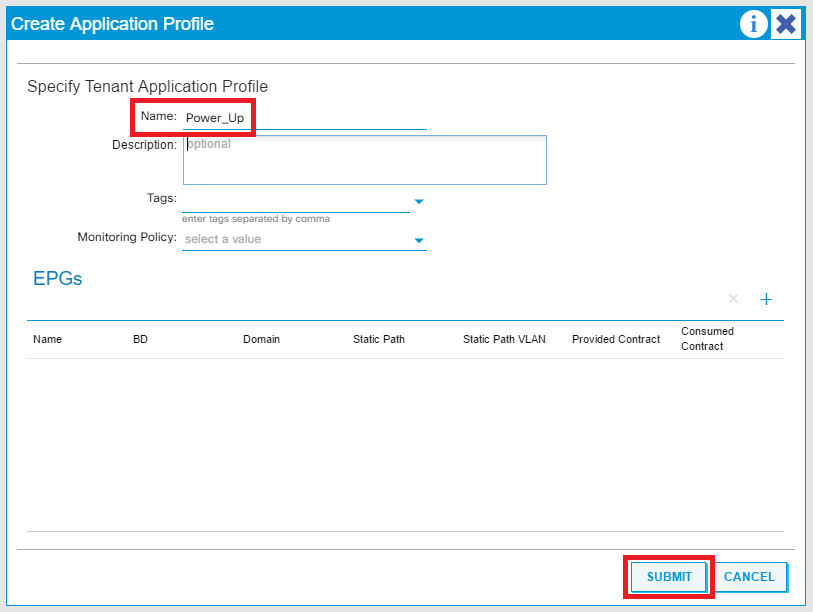 Create Application Profile
i
Specify Tenant Application Profile
Name: Power_Up
Description: optional
Tags:
enter tags separated by comma
Monitoring Policy: select a value
EPGs
Name BD Domain Static Path Static Path VLAN Provided Contract Consumed
Contract
SUBMIT CANCEL